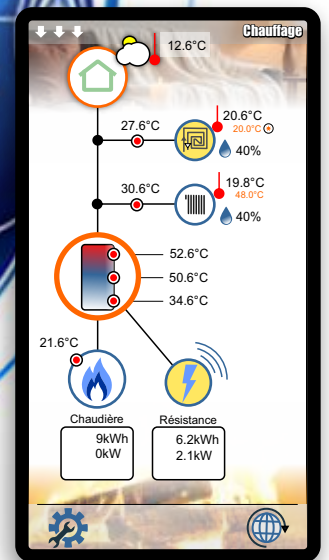 Chauffage
12.6°C
20.6°C
27.6°C
20.0°C
40%
19.8°C
30.6°C
48.0°C
40%
52.6°C
50.6°C
34.6°C
21.6°C
Chaudière
Résistance
9kWh
0kW
6.2kWh
2.1kW